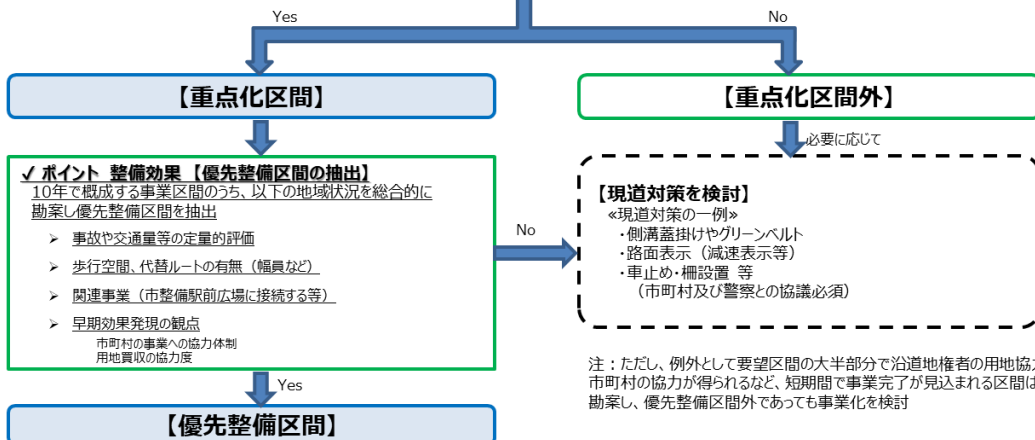 Yes
No
【重点化区間】
【重点化区間外】
必要に応じて
✓ ポイント 整備効果 【優先整備区間の抽出】
10年で概成する事業区間のうち、以下の地域状況を総合的に
勘案し優先整備区間を抽出
➢ 事故や交通量等の定量的評価
➢ 歩行空間、代替ルートの有無（幅員など）
➢ 関連事業（市整備駅前広場に接続する等）
➢ 早期効果発現の観点
市町村の事業への協力体制
用地買収の協力度
No
【現道対策を検討】
≪現道対策の一例≫
・側溝蓋掛けやグリーンベルト
・路面表示（減速表示等）
・車止め・柵設置 等
（市町村及び警察との協議必須）
注：ただし、例外として要望区間の大半部分で沿道地権者の用地協力
市町村の協力が得られるなど、短期間で事業完了が見込まれる区間は
勘案し、優先整備区間外であっても事業化を検討
Yes
【優先整備区間】